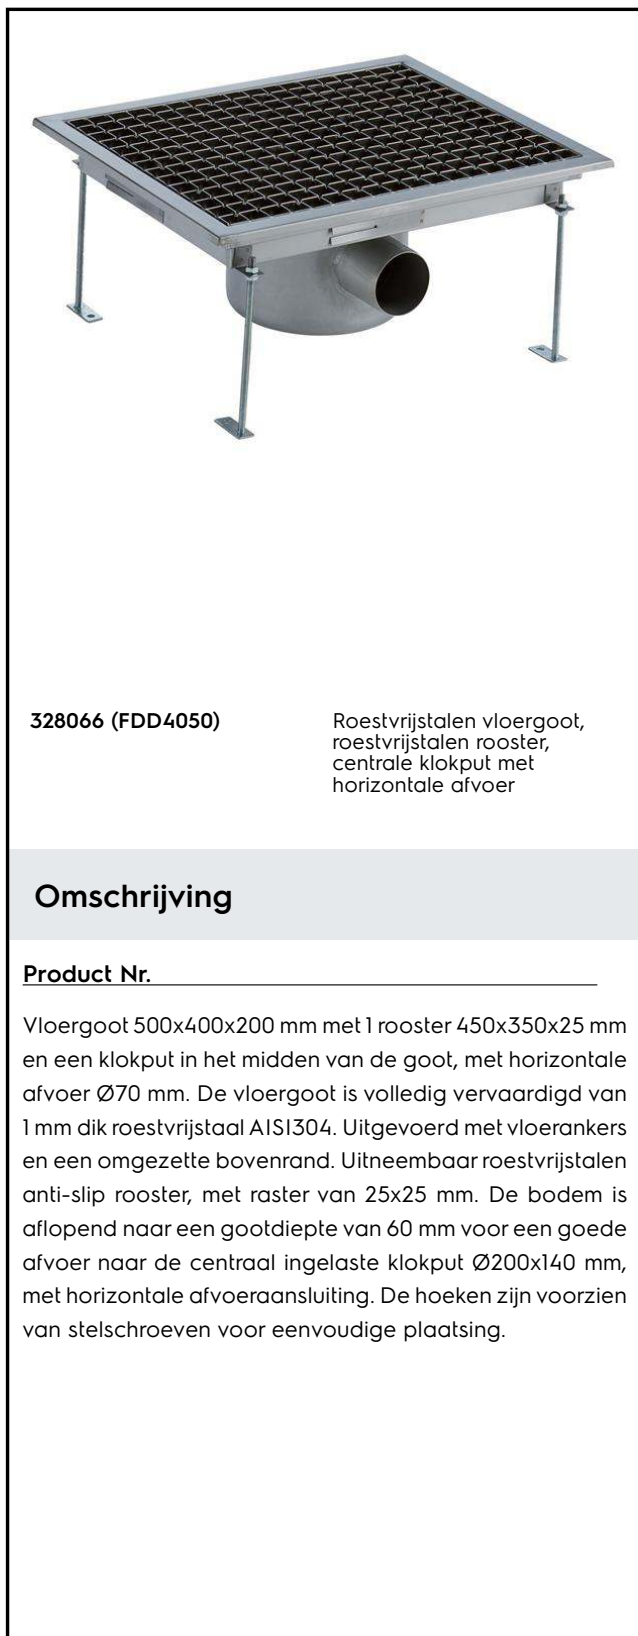 328066 (FDD4050)
Roestvrijstalen vloergoot,
roestvrijstalen rooster,
centrale klokput met
horizontale afvoer
Omschrijving
Product Nr.
Vloergoot 500x400x200 mm met 1 rooster 450x350x25 mm
en een klokput in het midden van de goot, met horizontale
afvoer Ø70 mm. De vloergoot is volledig vervaardigd van
1 mm dik roestvrijstaal AISI304. Uitgevoerd met vloerankers
en een omgezette bovenrand. Uitneembaar roestvrijstalen
anti-slip rooster, met raster van 25x25 mm. De bodem is
aflopend naar een gootdiepte van 60 mm voor een goede
afvoer naar de centraal ingelaste klokput Ø200x140 mm,
met horizontale afvoeraansluiting. De hoeken zijn voorzien
van stelschroeven voor eenvoudige plaatsing.